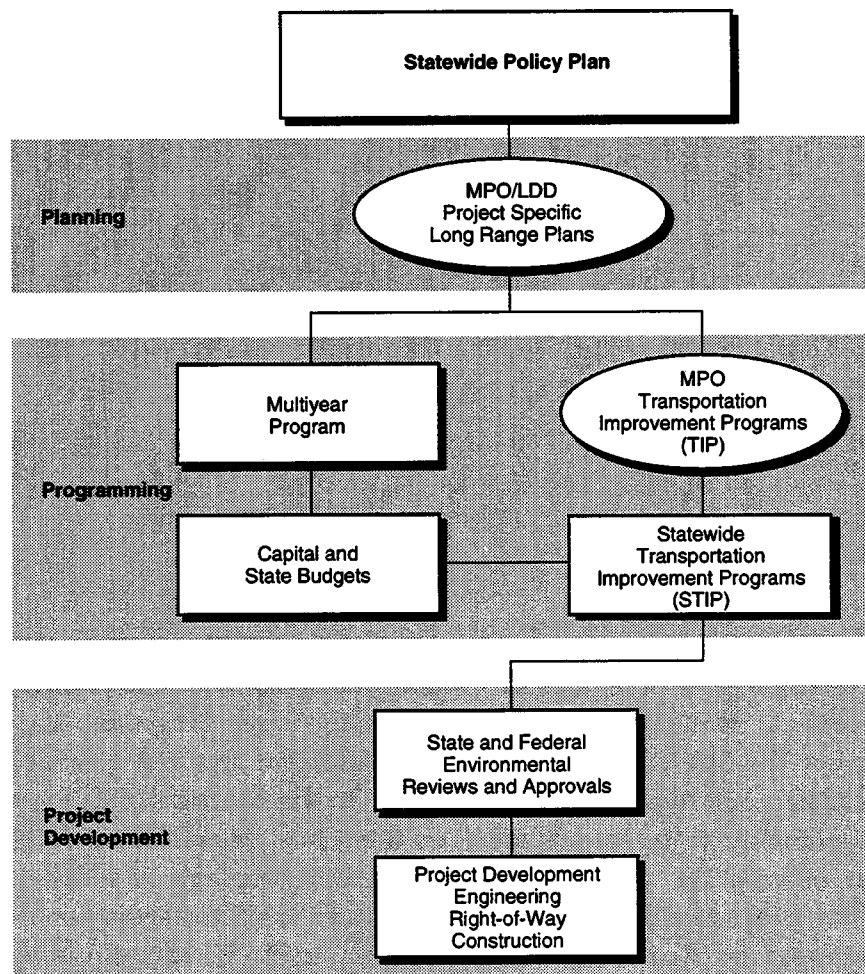 Statewide Policy Plan
Planning
MPO/LDD
Project Specific
Long Range Plans
Programming
Multiyear
Program
MPO
Transportation
Improvement Programs
(TIP)
Capital and
State Budgets
Statewide
Transportation
Improvement Programs
(STIP)
Project
Development
State and Federal
Environmental
Reviews and Approvals
Project Development
Engineering
Right-of-Way
Construction